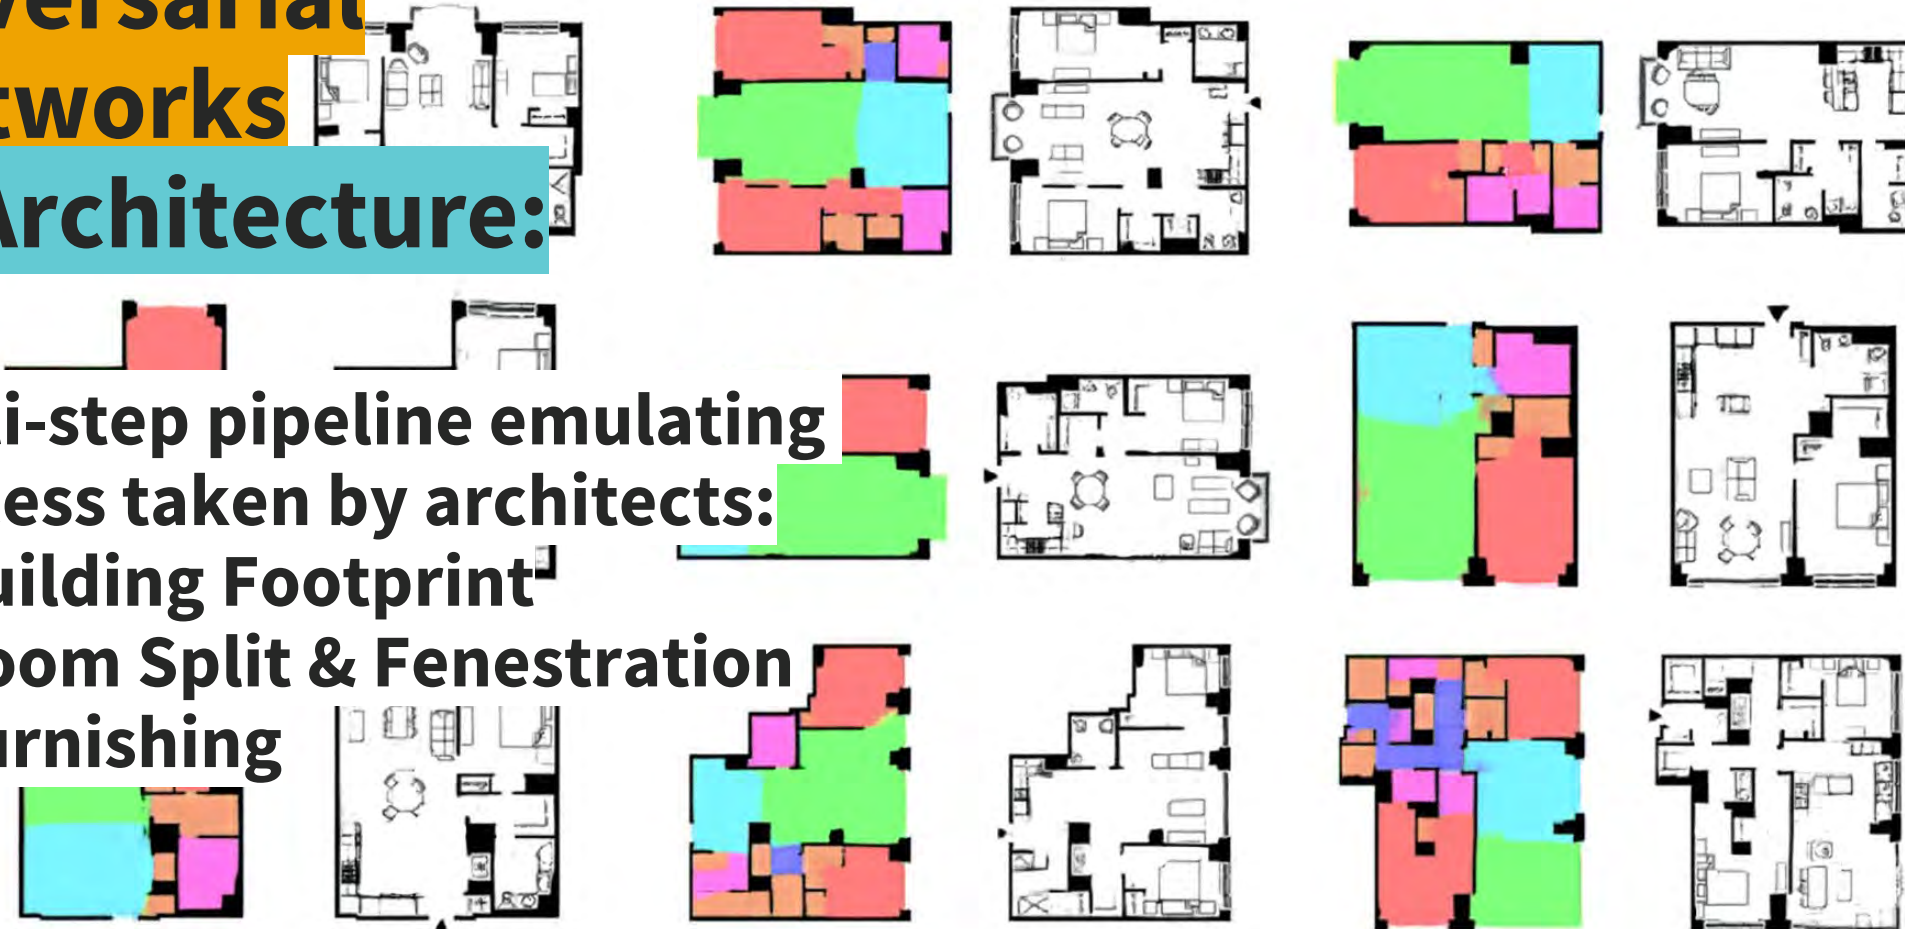 versarial
tworks
Architecture:
i-step pipeline emulating
ess taken by architects:
uilding Footprint
oom Split & Fenestration
urnishing